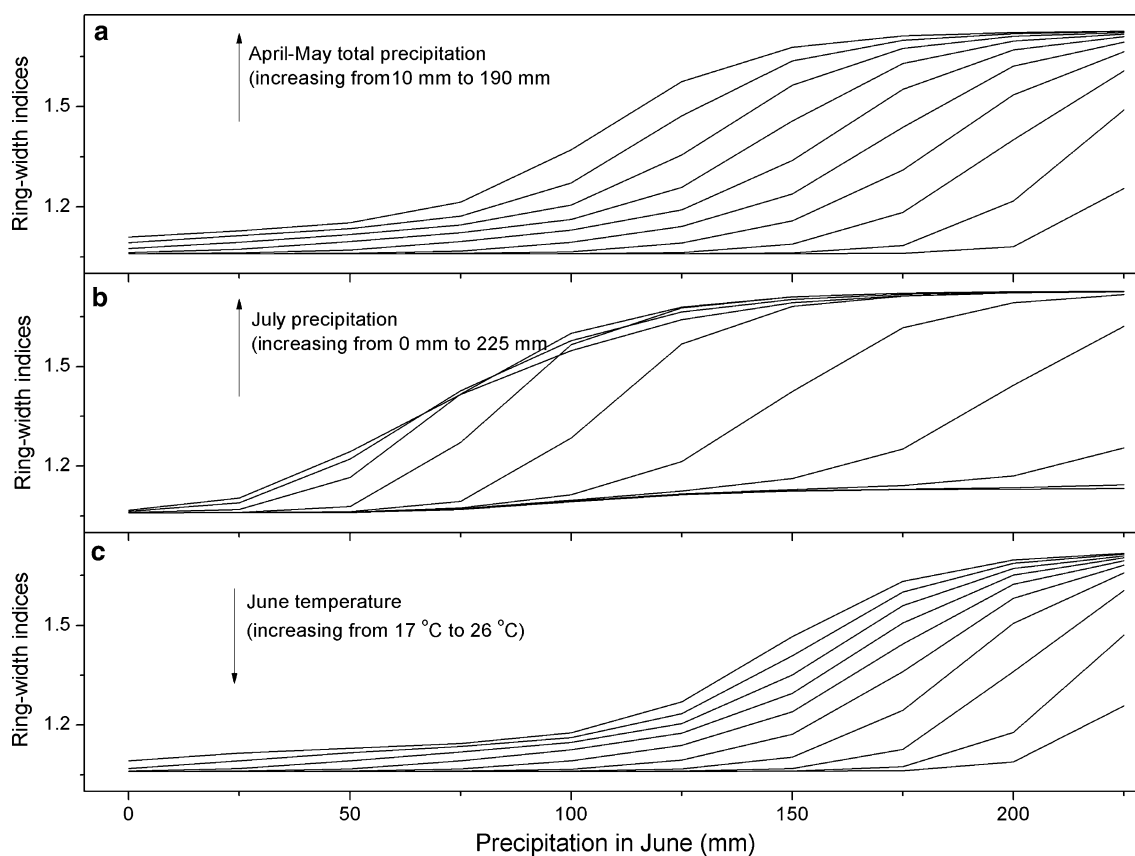 a
April-May total precipitation
(increasing from10 mm to 190 mm
1.5
1.2
Ring-width indices
b
July precipitation
(increasing from 0 mm to 225 mm
1.5
1.2
Ring-width indices
c
June temperature
(increasing from 17 °C to 26 °C)
1.5
1.2
Ring-width indices
0 50 100 150 200
Precipitation in June (mm)